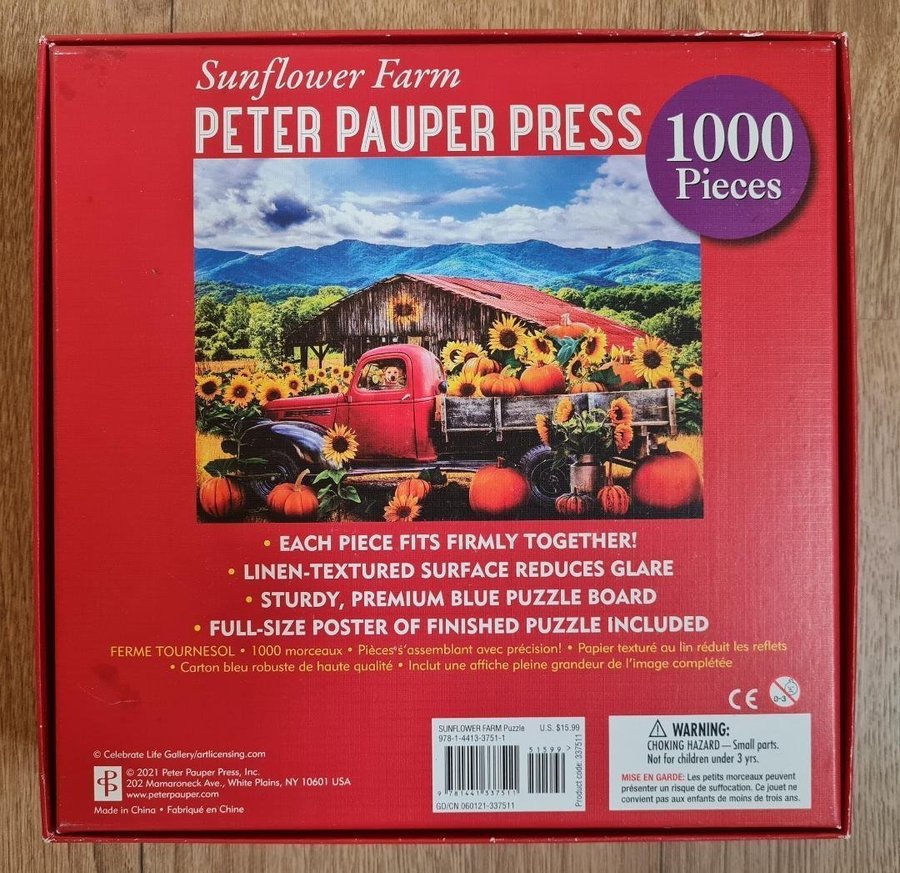 Sunflower Farm
PETER PAUPER PRESS
1000
Pieces
• EACH PIECE FITS FIRMLY TOGETHER!
• LINEN-TEXTURED SURFACE REDUCES GLARE
• STURDY, PREMIUM BLUE PUZZLE BOARD
• FULL-SIZE POSTER OF FINISHED PUZZLE INCLUDED
FERME TOURNESOL • 1000 morceaux • Pièces s'assemblant avec précision! • Papier texturé au lin réduit les reflets
• Carton bleu robuste de haute qualité • Inclut une affiche pleine grandeur de l'image complétée
CE
0-3
© Celebrate Life Gallery/artlicensing.com
© 2021 Peter Pauper Press, Inc.
202 Mamaroneck Ave., White Plains, NY 10601 USA
www.peterpauper.com
Made in China • Fabriqué en Chine
SUNFLOWER FARM Puzzle U.S. $15.99
978-1-4413-3751-1
51599>
9 781441 337511
GD/CN 060121-337511
Product code: 337511
WARNING:
CHOKING HAZARD — Small parts.
Not for children under 3 yrs.
MISE EN GARDE: Les petits morceaux peuvent
présenter un risque de suffocation. Ce jouet ne
convient pas aux enfants de moins de trois ans.